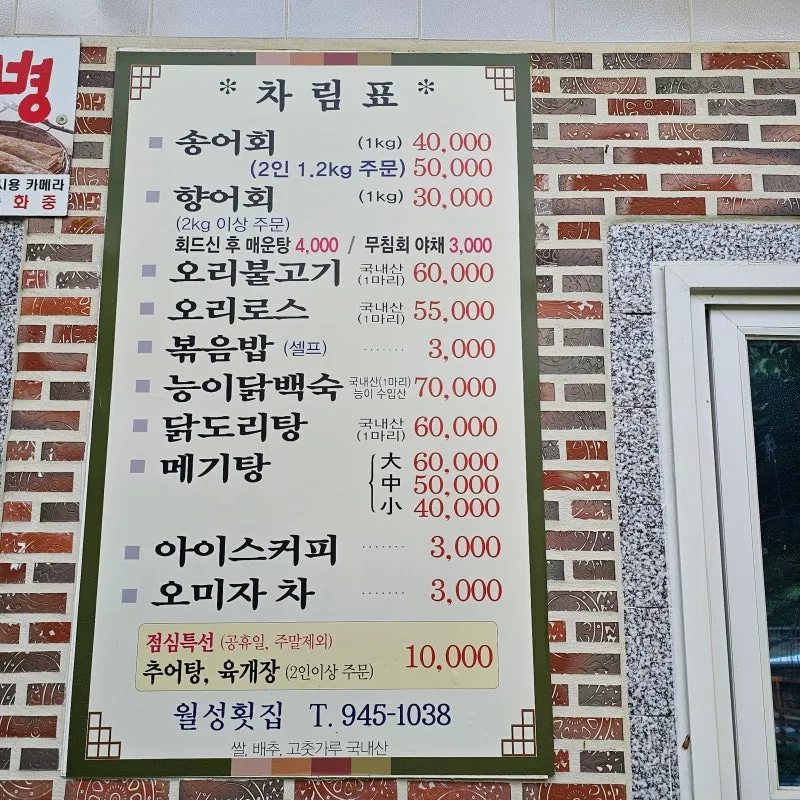 병
시용 카메라
화중
* 차림표 *
송어회 (1kg) 40,000
(2인 1.2kg 주문) 50,000
향어회 (1kg) 30,000
(2kg 이상 주문)
회드신 후 매운탕 4,000 / 무침회 야채 3,000
오리불고기 국내산 (1마리) 60,000
오리로스 국내산 (1마리) 55,000
볶음밥 (셀프) ······· 3,000
능이닭백숙 국내산(1마리) 능이 수입산 70,000
닭도리탕 국내산 (1마리) 60,000
메기탕 大 60,000
中 50,000
小 40,000
아이스커피 ······· 3,000
오미자 차 ······· 3,000
점심특선 (공휴일, 주말제외)
추어탕, 육개장 (2인이상 주문) 10,000
월성횟집 T. 945-1038
쌀, 배추, 고춧가루 국내산